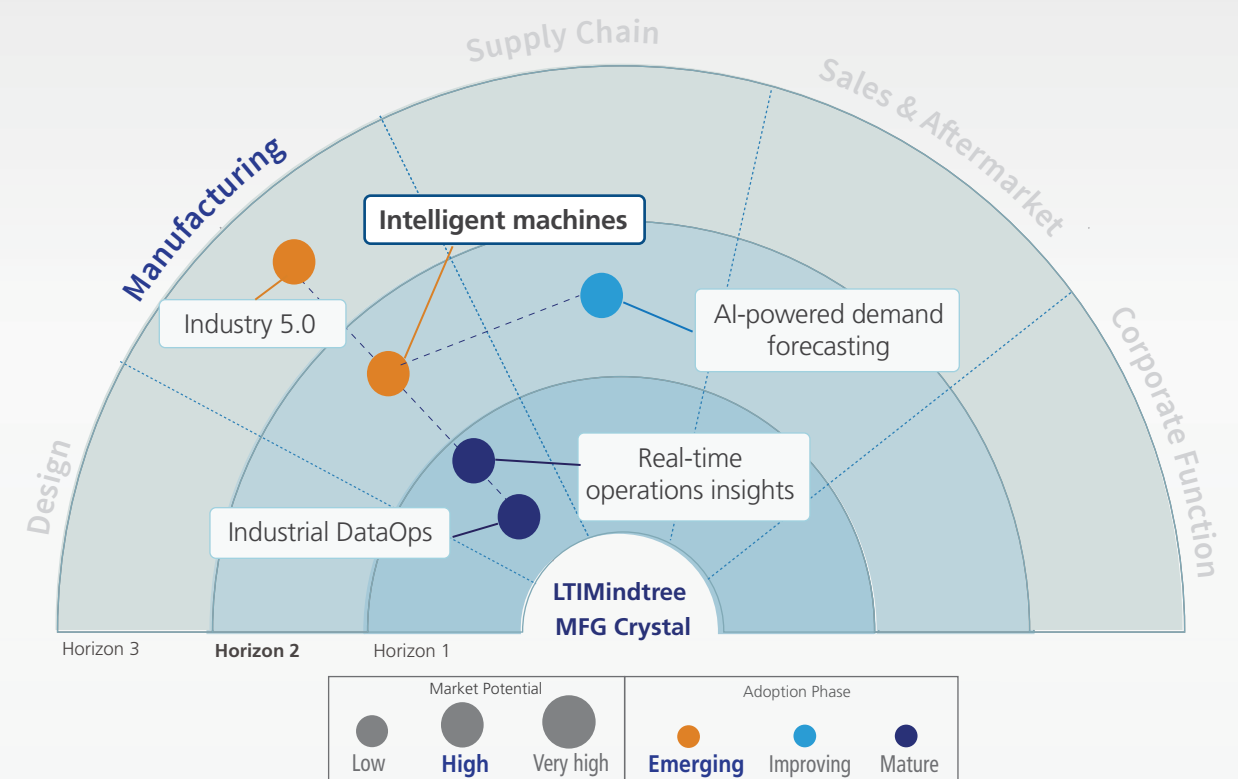 Supply Chain
Sales & Aftermarket
Manufacturing
Intelligent machines
Industry 5.0
AI-powered demand
forecasting
Corporate Function
Design
Real-time
operations insights
Industrial DataOps
LTIMindtree
MFG Crystal
Horizon 3
Horizon 2
Horizon 1
Market Potential
Low
High
Very high
Adoption Phase
Emerging
Improving
Mature